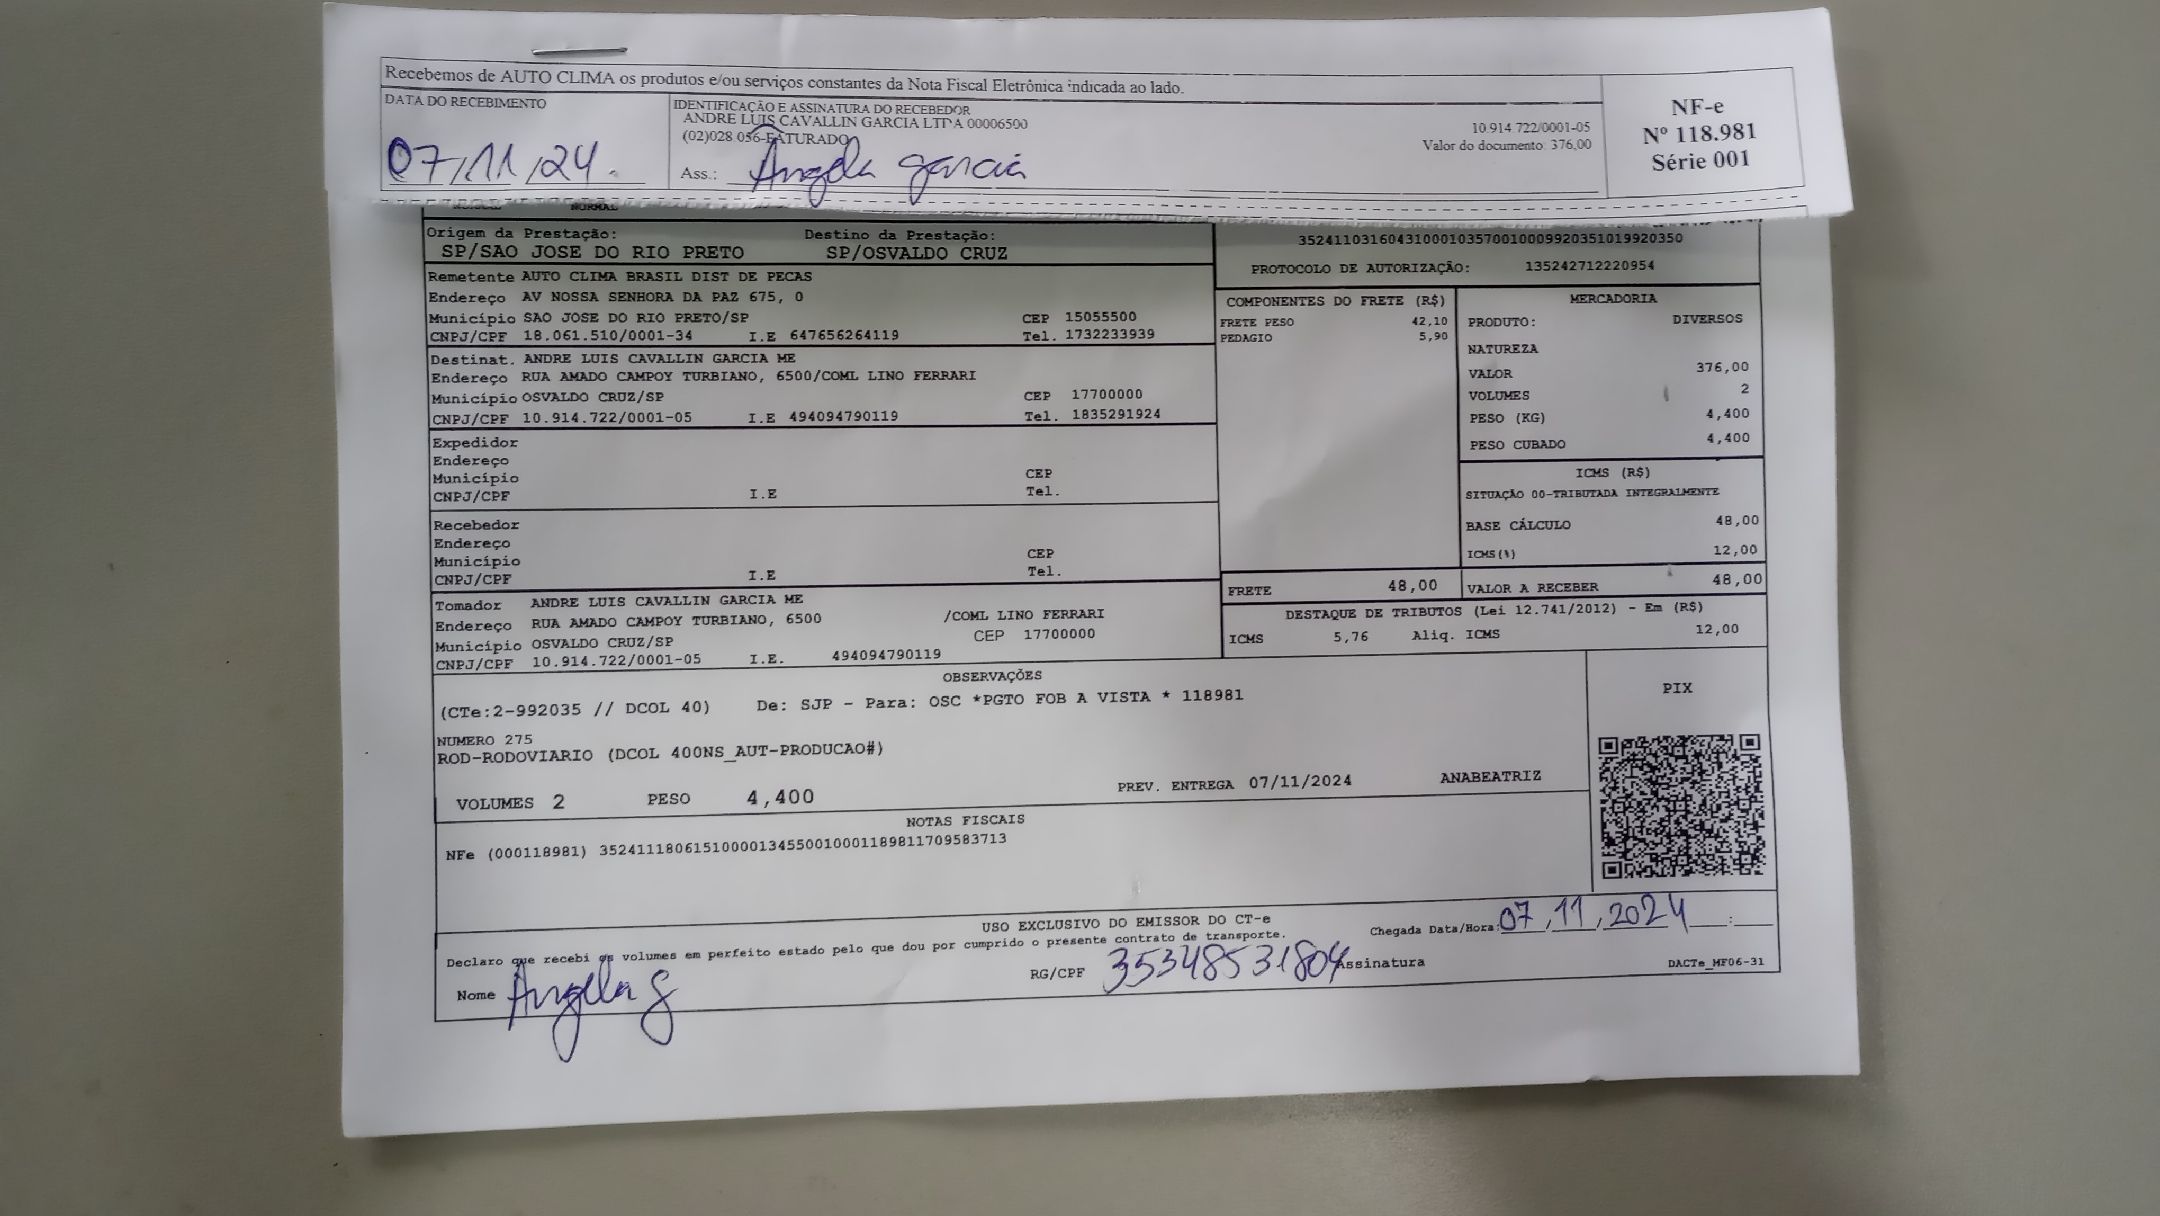 Recebemos de AUTO CLIMA os produtos e/ou serviços constantes da Nota Fiscal Eletrônica indicada ao lado.
DATA DO RECEBIMENTO
07/11/24.
IDENTIFICAÇÃO E ASSINATURA DO RECEBEDOR
ANDRE LUIS CAVALLIN GARCIA LTDA 00006500
(02)028 056-FATURADO
Ass.: Angela garcia
10.914.722/0001-05
Valor do documento: 376,00
NF-e
Nº 118.981
Série 001
NORMAL
Origem da Prestação: Destino da Prestação:
SP/SAO JOSE DO RIO PRETO SP/OSVALDO CRUZ
35241103160431000103570010009920351019920350
PROTOCOLO DE AUTORIZAÇÃO: 135242712220954
Remetente AUTO CLIMA BRASIL DIST DE PECAS
Endereço AV NOSSA SENHORA DA PAZ 675, 0
Município SAO JOSE DO RIO PRETO/SP CEP 15055500
CNPJ/CPF 18.061.510/0001-34 I.E 647656264119 Tel. 1732233939
Destinat. ANDRE LUIS CAVALLIN GARCIA ME
Endereço RUA AMADO CAMPOY TURBIANO, 6500/COML LINO FERRARI
Município OSVALDO CRUZ/SP CEP 17700000
CNPJ/CPF 10.914.722/0001-05 I.E 494094790119 Tel. 1835291924
Expedidor
Endereço
Município CEP
CNPJ/CPF I.E Tel.
Recebedor
Endereço
Município CEP
CNPJ/CPF I.E Tel.
Tomador ANDRE LUIS CAVALLIN GARCIA ME
Endereço RUA AMADO CAMPOY TURBIANO, 6500 /COML LINO FERRARI
Município OSVALDO CRUZ/SP CEP 17700000
CNPJ/CPF 10.914.722/0001-05 I.E. 494094790119
COMPONENTES DO FRETE (R$)
FRETE PESO 42,10
PEDAGIO 5,90
FRETE 48,00
MERCADORIA
PRODUTO: DIVERSOS
NATUREZA
VALOR 376,00
VOLUMES 2
PESO (KG) 4,400
PESO CUBADO 4,400
ICMS (R$)
SITUAÇÃO 00-TRIBUTADA INTEGRALMENTE
BASE CÁLCULO 48,00
ICMS(%) 12,00
VALOR A RECEBER 48,00
DESTAQUE DE TRIBUTOS (Lei 12.741/2012) - Em (R$)
ICMS 5,76 Aliq. ICMS 12,00
OBSERVAÇÕES
(CTe:2-992035 // DCOL 40) De: SJP - Para: OSC *PGTO FOB A VISTA * 118981
NUMERO 275
ROD-RODOVIARIO (DCOL 400NS_AUT-PRODUCAO#)
VOLUMES 2 PESO 4,400 PREV. ENTREGA 07/11/2024 ANABEATRIZ
PIX
NOTAS FISCAIS
NFe (000118981) 35241118061510000134550010001189811709583713
USO EXCLUSIVO DO EMISSOR DO CT-e
Declaro que recebi os volumes em perfeito estado pelo que dou por cumprido o presente contrato de transporte.
Chegada Data/Hora: 07/11/2024 :
Nome Angela g RG/CPF 35348531804 Assinatura
DACTe_MF06-31